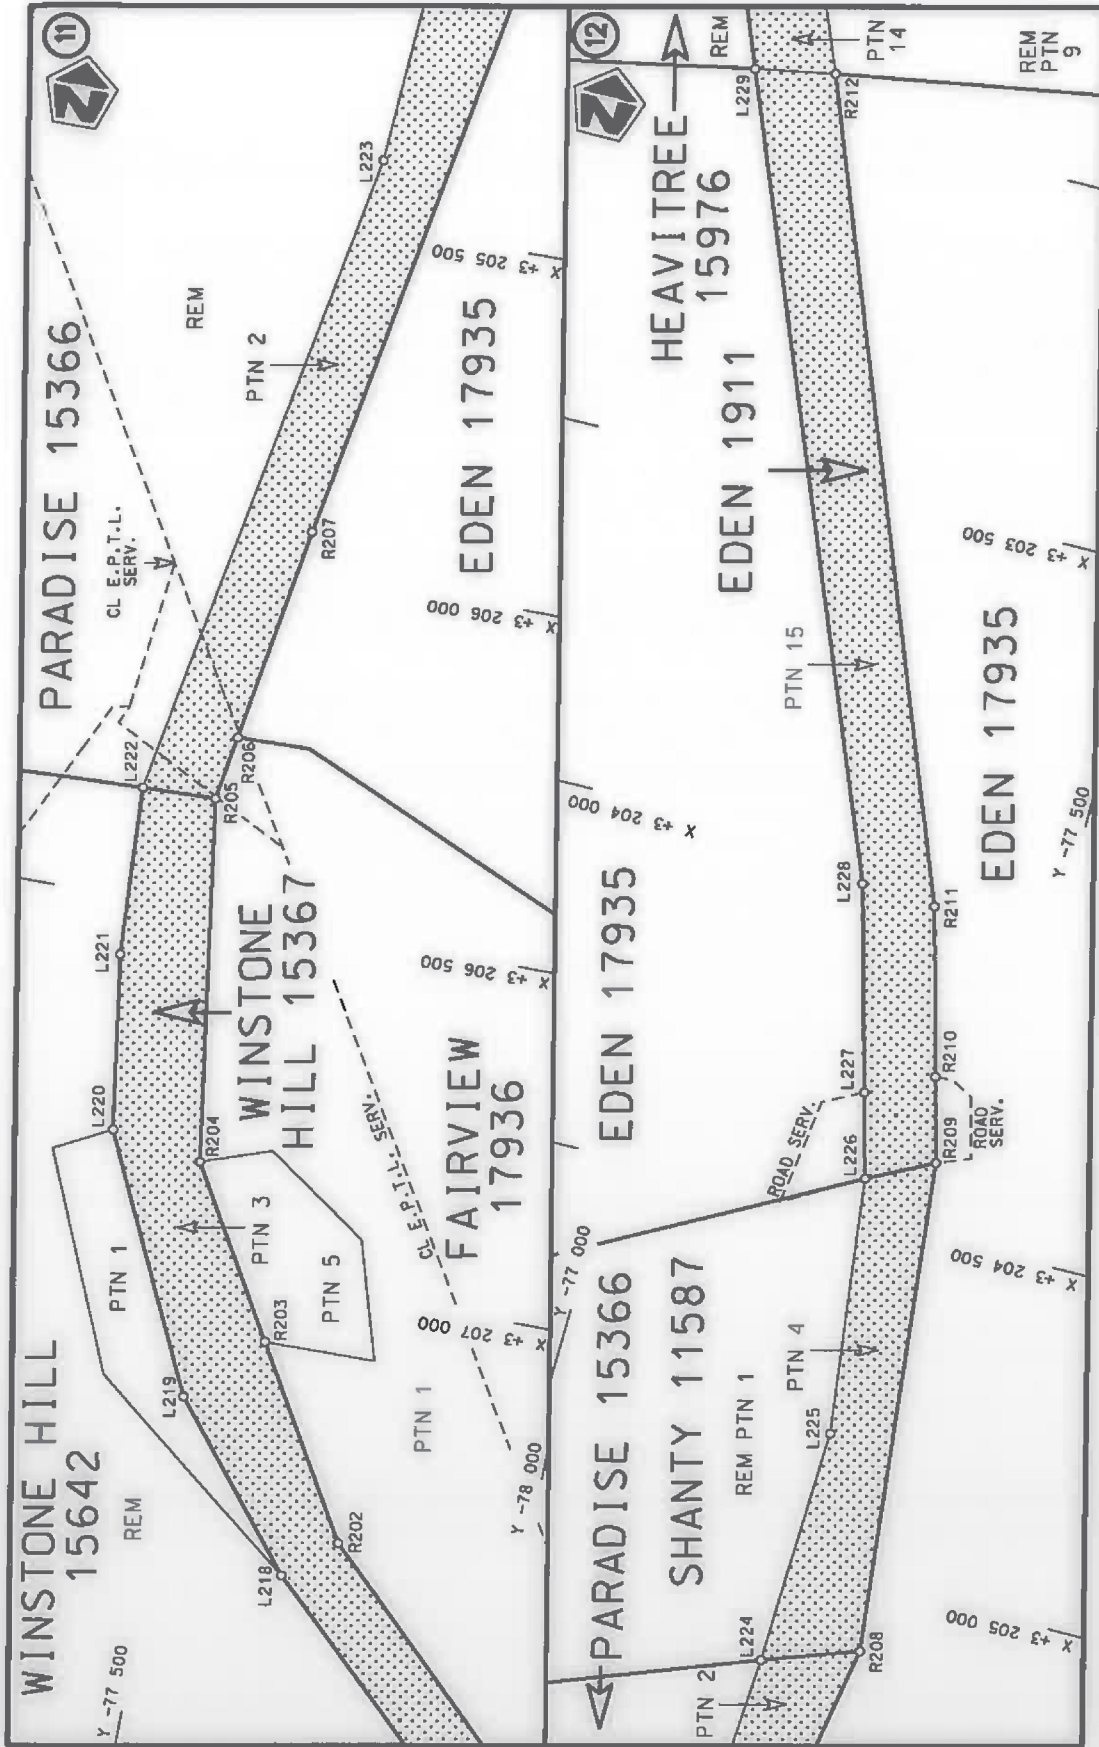 11
N
WINSTONE HILL
15642
REM
Y -77 500
L218
L219
L220
L221
L222
L223
PTN 1
PARADISE 15366
CL E.P.T.L.
SERV.
REM
PTN 2
R202
R203
R204
R205
R206
R207
PTN 3
PTN 5
WINSTONE
HILL 15367
CL E.P.T.L. SERV.
FAIRVIEW
17936
PTN 1
Y -78 000
X +3 207 000
X +3 206 500
X +3 206 000
X +3 205 500
EDEN 17935
12
N
PARADISE 15366
SHANTY 11587
REM PTN 1
PTN 2
PTN 4
Y -77 000
L224
L225
L226
L227
L228
L229
ROAD SERV.
EDEN 17935
X +3 204 000
PTN 15
EDEN 1911
HEAVITREE
15976
REM
PTN
14
REM
PTN
9
R208
R209
R210
R211
R212
ROAD
SERV.
EDEN 17935
Y -77 500
X +3 205 000
X +3 204 500
X +3 203 500